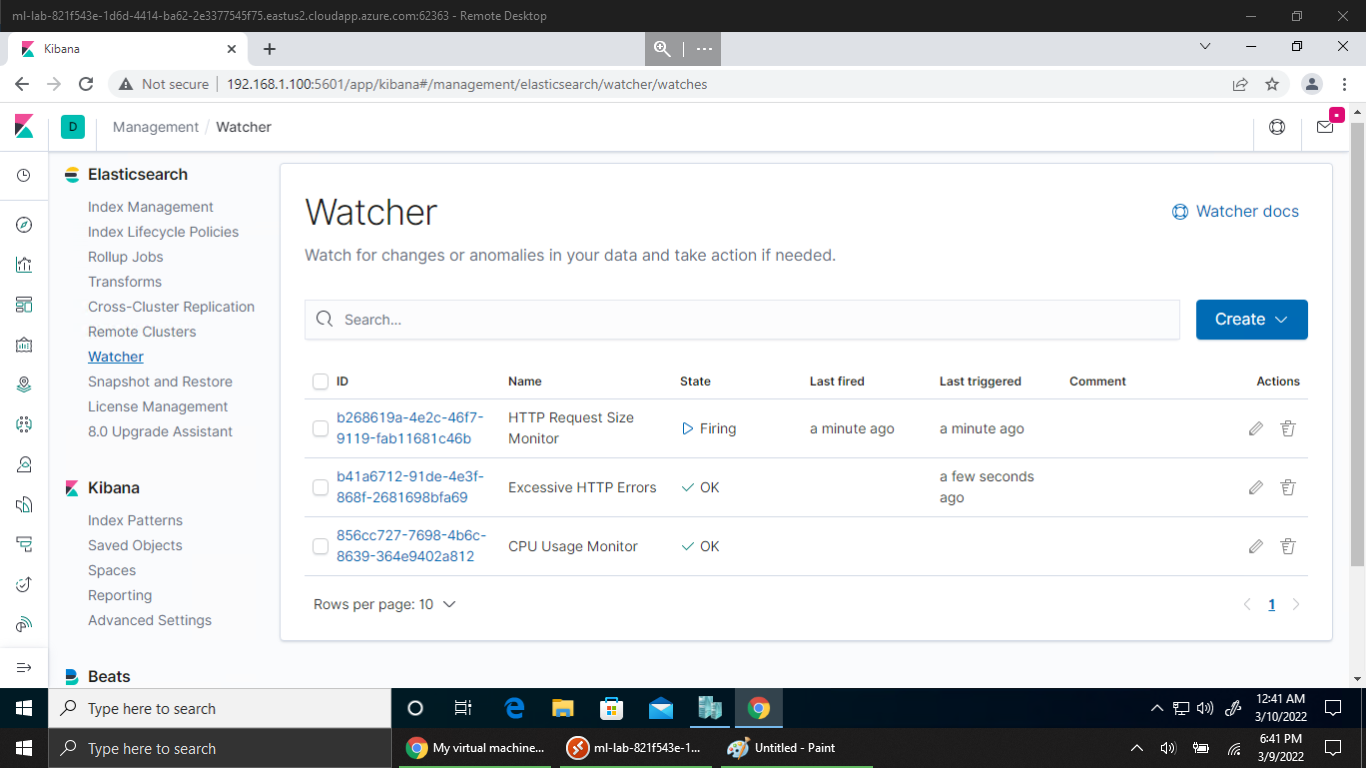 ml-lab-821f543e-1d6d-4414-ba62-2e3377545f75.eastus2.cloudapp.azure.com:62363 - Remote Desktop
Kibana
Not secure
192.168.1.100:5601/app/kibana#/management/elasticsearch/watcher/watches
D
Management / Watcher
Elasticsearch
Index Management
Index Lifecycle Policies
Rollup Jobs
Transforms
Cross-Cluster Replication
Remote Clusters
Watcher
Snapshot and Restore
License Management
8.0 Upgrade Assistant
Kibana
Index Patterns
Saved Objects
Spaces
Reporting
Advanced Settings
Beats
Watcher
Watcher docs
Watch for changes or anomalies in your data and take action if needed.
Search...
Create
ID Name State Last fired Last triggered Comment Actions
b268619a-4e2c-46f7-
9119-fab11681c46b
HTTP Request Size
Monitor
Firing
a minute ago
a minute ago
b41a6712-91de-4e3f-
868f-2681698bfa69
Excessive HTTP Errors
OK
a few seconds
ago
856cc727-7698-4b6c-
8639-364e9402a812
CPU Usage Monitor
OK
Rows per page: 10
1
Type here to search
12:41 AM
3/10/2022
Type here to search
My virtual machine...
ml-lab-821f543e-1...
Untitled - Paint
6:41 PM
3/9/2022